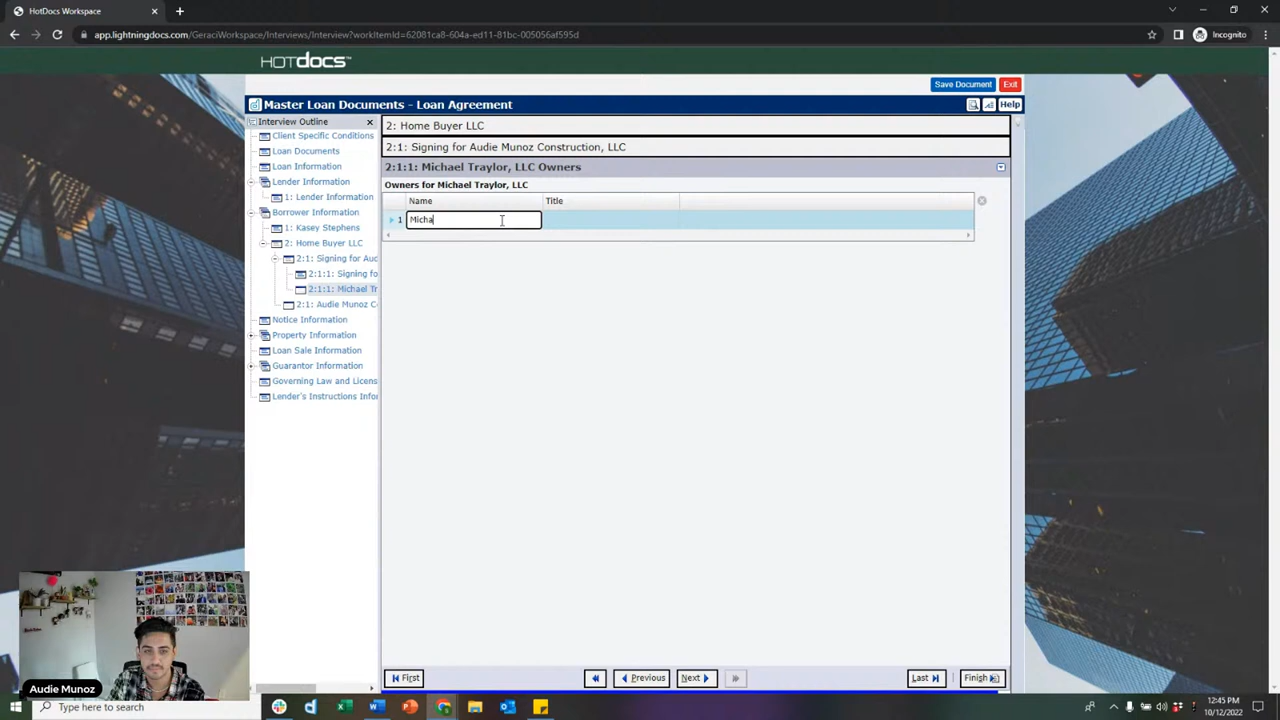 HotDocs Workspace
Incognito
app.lightningdocs.com/GeraciWorkspace/Interviews/Interview?workItemId=62081ca8-604a-ed11-81bc-005056af595d
HOTDOCS
Save Document
Exit
Master Loan Documents - Loan Agreement
Help
Interview Outline
Client Specific Conditions
Loan Documents
Loan Information
Lender Information
1: Lender Information
Borrower Information
1: Kasey Stephens
2: Home Buyer LLC
2:1: Signing for Aud
2:1:1: Signing fo
2:1:1: Michael Tr
2:1: Audie Munoz C
Notice Information
Property Information
Loan Sale Information
Guarantor Information
Governing Law and Licens
Lender's Instructions Infor
2: Home Buyer LLC
2:1: Signing for Audie Munoz Construction, LLC
2:1:1: Michael Traylor, LLC Owners
Owners for Michael Traylor, LLC
Name Title
1 Micha
First
Previous
Next
Last
Finish
Audie Munoz
Type here to search
12:45 PM
10/12/2022